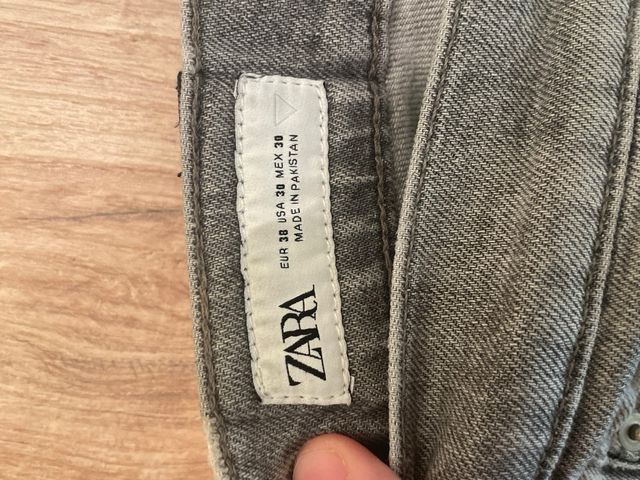 ZARA
EUR 38 USA 30 MEX 30
MADE IN PAKISTAN